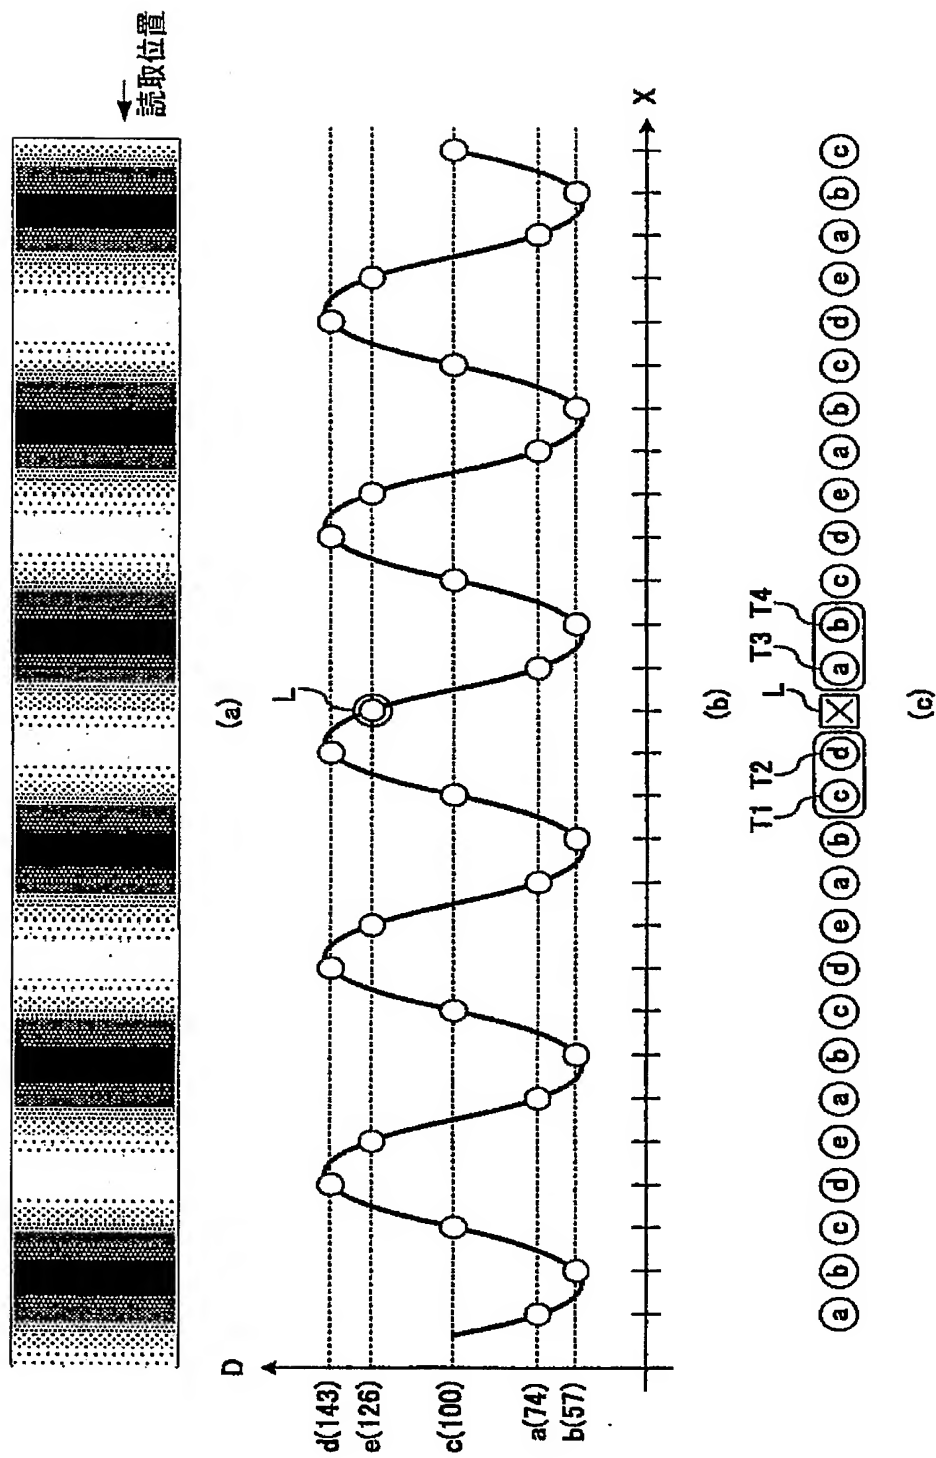 読取位置
(a)
D
L
d(143)
e(126)
c(100)
a(74)
b(57)
X
(b)
T1 T2 L T3 T4
a b c d e a b c d e a b c d a b c d e a b c d e a b c
(c)